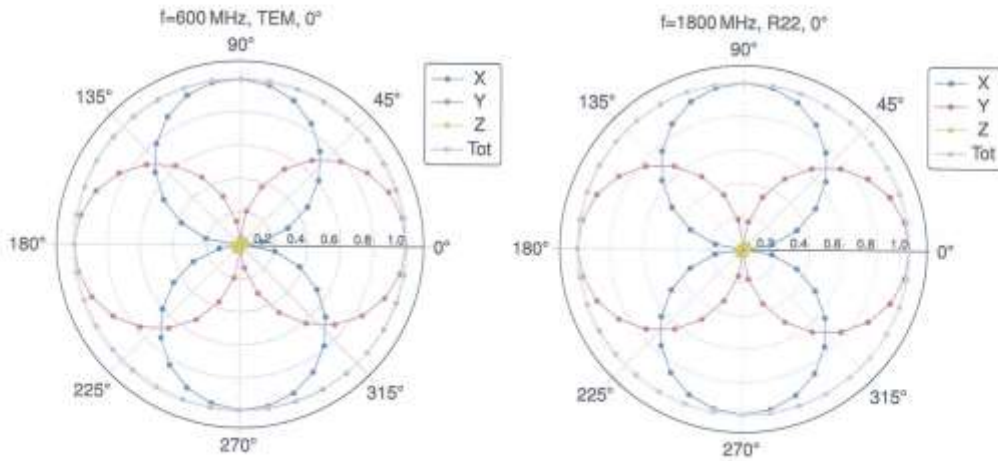 f=600 MHz, TEM, 0°
90°
135°
45°
180°
0.2 0.4 0.6 0.8 1.0
0°
225°
315°
270°
X
Y
Z
Tot
f=1800 MHz, R22, 0°
90°
135°
45°
180°
0.4 0.6 0.8 1.0
0°
225°
315°
270°
X
Y
Z
Tot